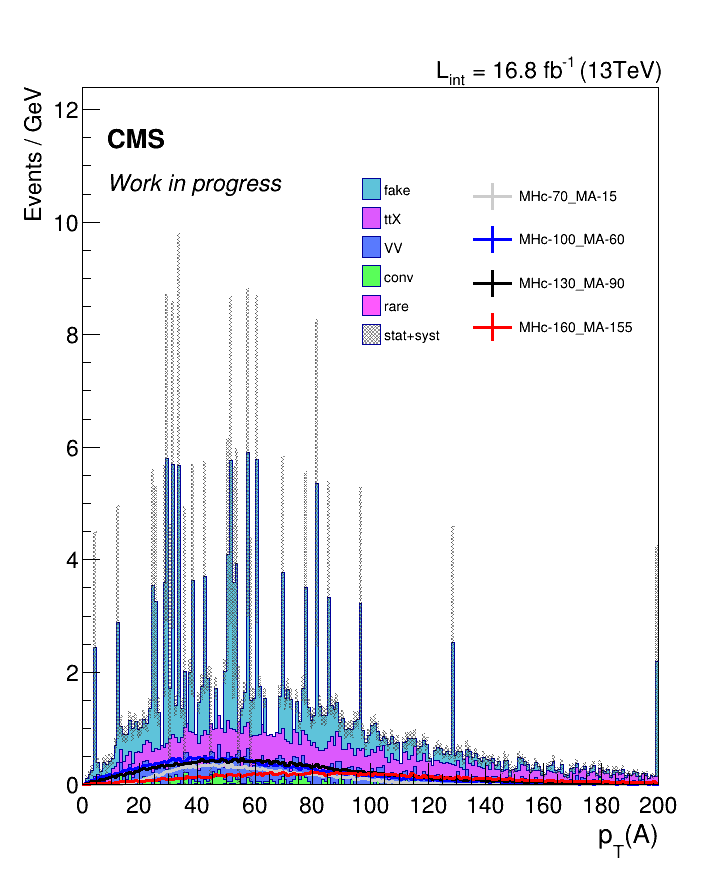 L_int = 16.8 fb^-1 (13TeV)
Events / GeV
CMS
Work in progress
fake
ttX
VV
conv
rare
stat+syst
MHc-70_MA-15
MHc-100_MA-60
MHc-130_MA-90
MHc-160_MA-155
12
10
8
6
4
2
0
0 20 40 60 80 100 120 140 160 180 200
p_T(A)